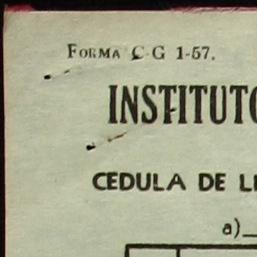 FORMA C-G 1-57.
INSTITUTO
CEDULA DE
a)